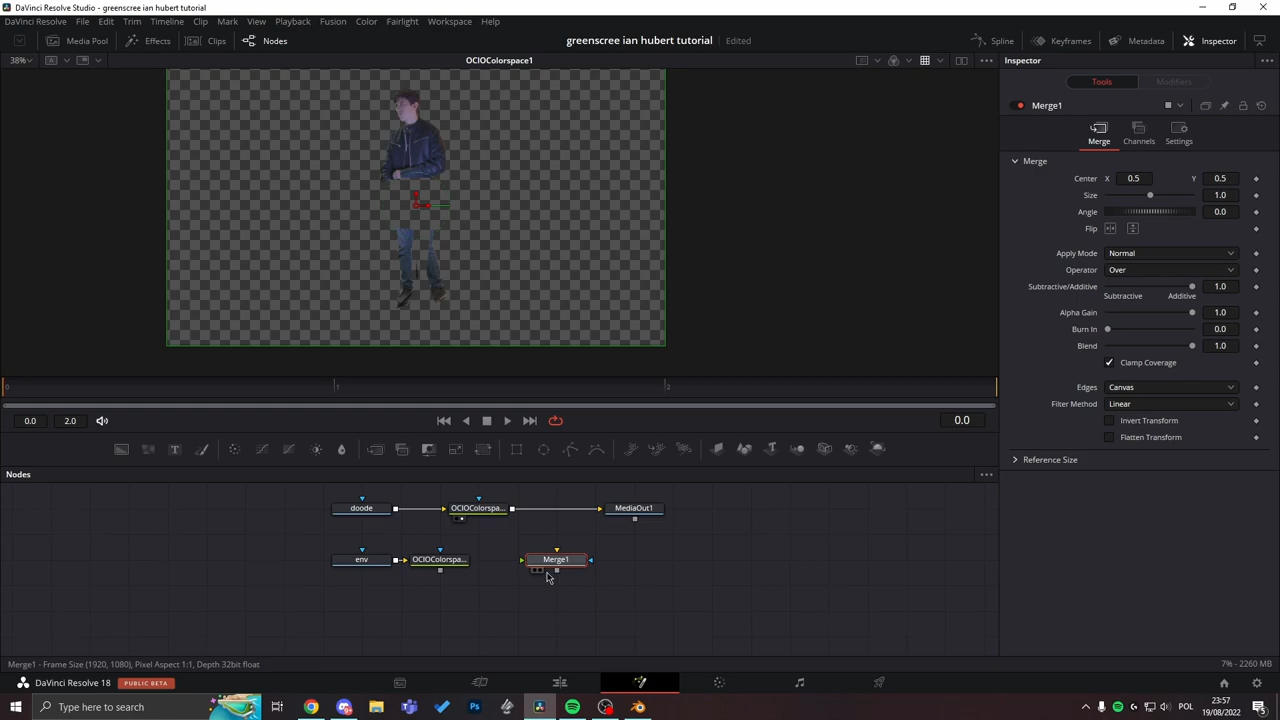 DaVinci Resolve Studio - greenscree ian hubert tutorial
DaVinci Resolve File Edit Trim Timeline Clip Mark View Playback Fusion Color Fairlight Workspace Help
Media Pool Effects Clips Nodes greenscree ian hubert tutorial Edited Spline Keyframes Metadata Inspector
38% OCIOColorspace1 Inspector
Tools Modifiers
Merge1
Merge Channels Settings
Merge
Center X 0.5 Y 0.5
Size 1.0
Angle 0.0
Flip
Apply Mode Normal
Operator Over
Subtractive/Additive 1.0
Subtractive Additive
Alpha Gain 1.0
Burn In 0.0
Blend 1.0
Clamp Coverage
Edges Canvas
Filter Method Linear
Invert Transform
Flatten Transform
Reference Size
0 1 2
0.0 2.0 0.0
Nodes
doode OCIOColorspa... MediaOut1
env OCIOColorspa... Merge1
Merge1 - Frame Size (1920, 1080), Pixel Aspect 1:1, Depth 32bit float 7% - 2260 MB
DaVinci Resolve 18 PUBLIC BETA
Type here to search
POL
23:57
19/08/2022